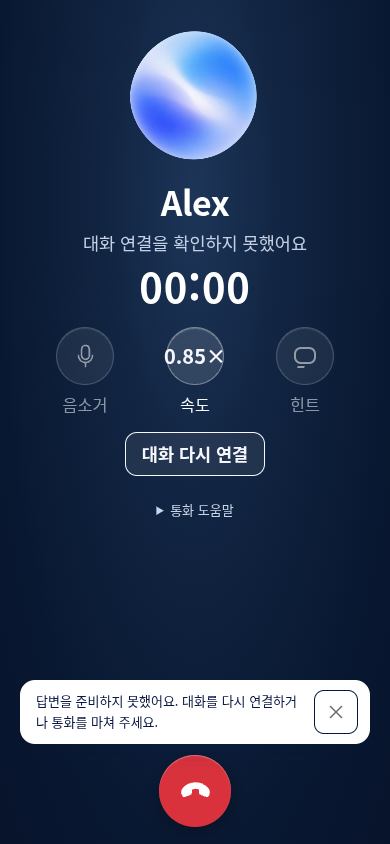 Alex
대화 연결을 확인하지 못했어요
00:00
0.85×
음소거
속도
힌트
대화 다시 연결
▶ 통화 도움말
답변을 준비하지 못했어요. 대화를 다시 연결하거
나 통화를 마쳐 주세요.